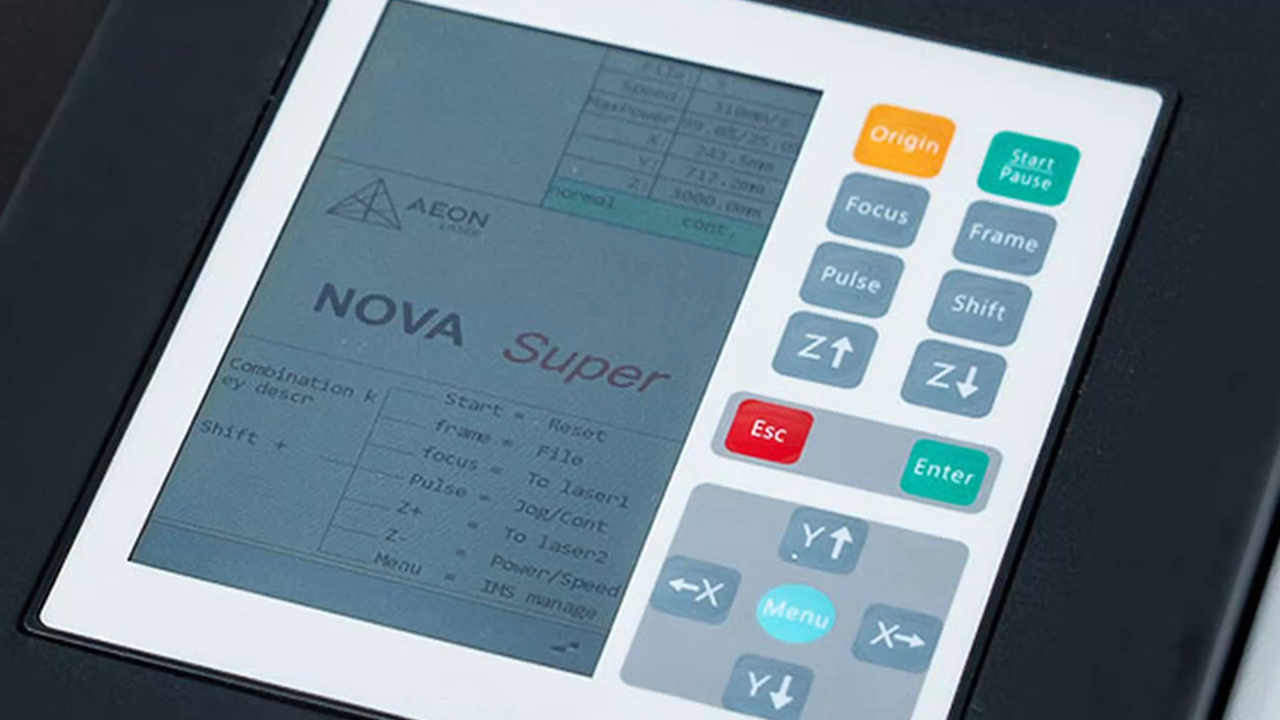 File
Speed 310mm/s
MaxPower
X: 243.5mm
Y: 717.2mm
Z: 3000.0mm
normal cont.
AEON
LASER
NOVA Super
Combination k
ey descr
Shift +
Start = Reset
frame = File
focus = To laser1
Pulse = Jog/Cont
Z+ = To laser2
Z- = Power/Speed
Menu = IMS manage
Origin
Start
Pause
Focus
Frame
Pulse
Shift
Z↑
Z↓
Esc
Enter
Y↑
←X
Menu
X→
Y↓